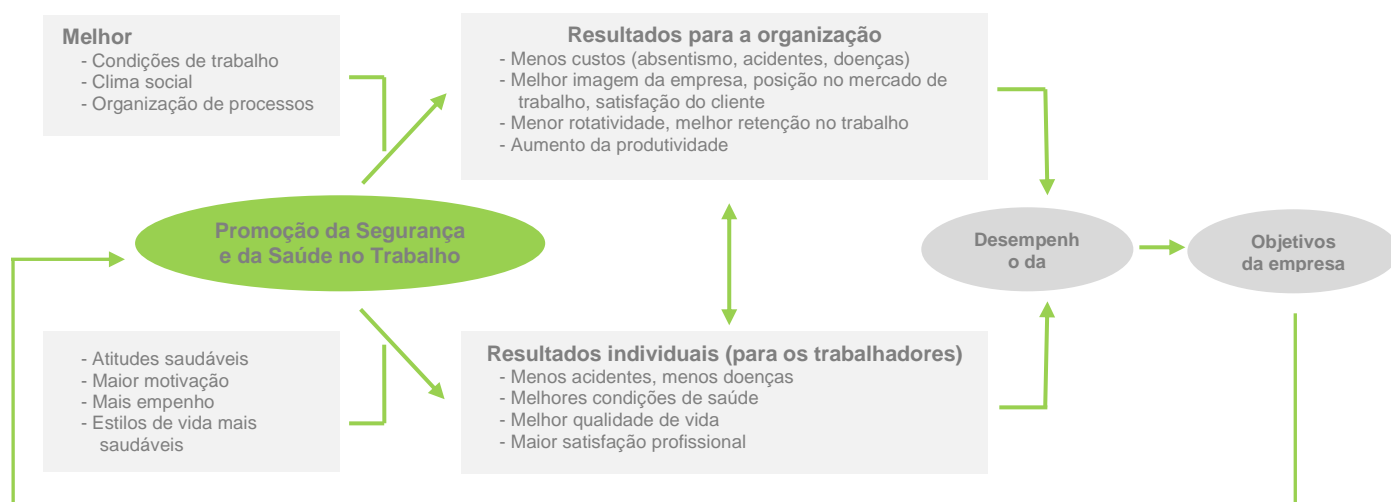 Melhor
- Condições de trabalho
- Clima social
- Organização de processos
Resultados para a organização
- Menos custos (absentismo, acidentes, doenças)
- Melhor imagem da empresa, posição no mercado de
trabalho, satisfação do cliente
- Menor rotatividade, melhor retenção no trabalho
- Aumento da produtividade
Promoção da Segurança
e da Saúde no Trabalho
Desempenh
o da
Objetivos
da empresa
- Atitudes saudáveis
- Maior motivação
- Mais empenho
- Estilos de vida mais
saudáveis
Resultados individuais (para os trabalhadores)
- Menos acidentes, menos doenças
- Melhores condições de saúde
- Melhor qualidade de vida
- Maior satisfação profissional